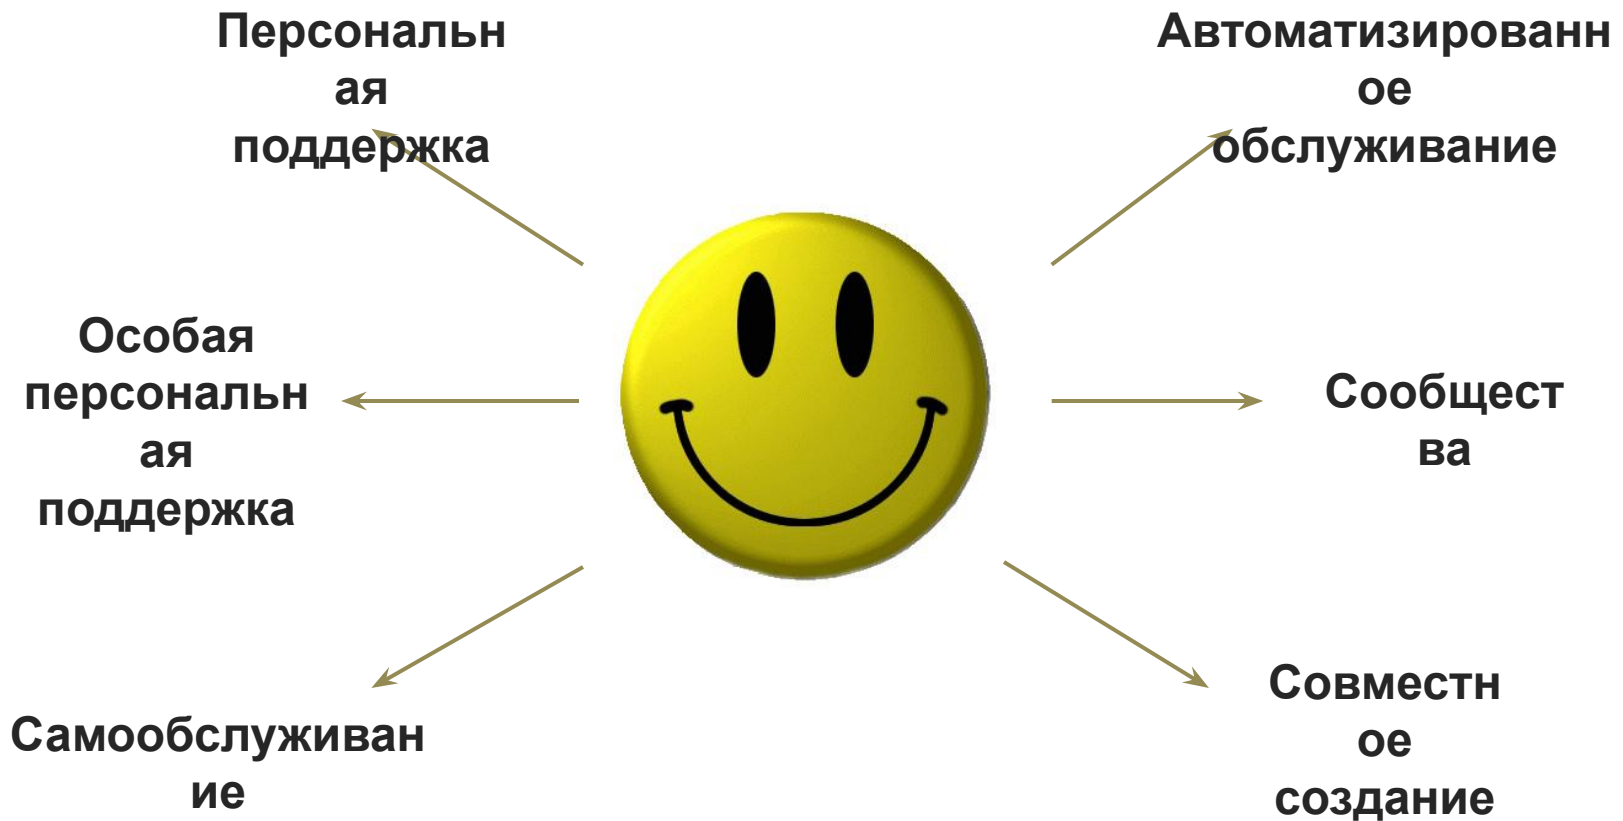 Персональн
ая
поддержка
Автоматизированн
ое
обслуживание
Особая
персональн
ая
поддержка
Сообщест
ва
Самообслуживан
ие
Совместн
ое
создание